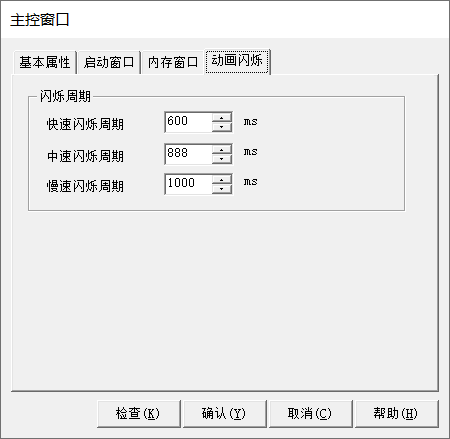 主控窗口
基本属性 启动窗口 内存窗口 动画闪烁
闪烁周期
快速闪烁周期 600 ms
中速闪烁周期 888 ms
慢速闪烁周期 1000 ms
检查(K) 确认(Y) 取消(C) 帮助(H)